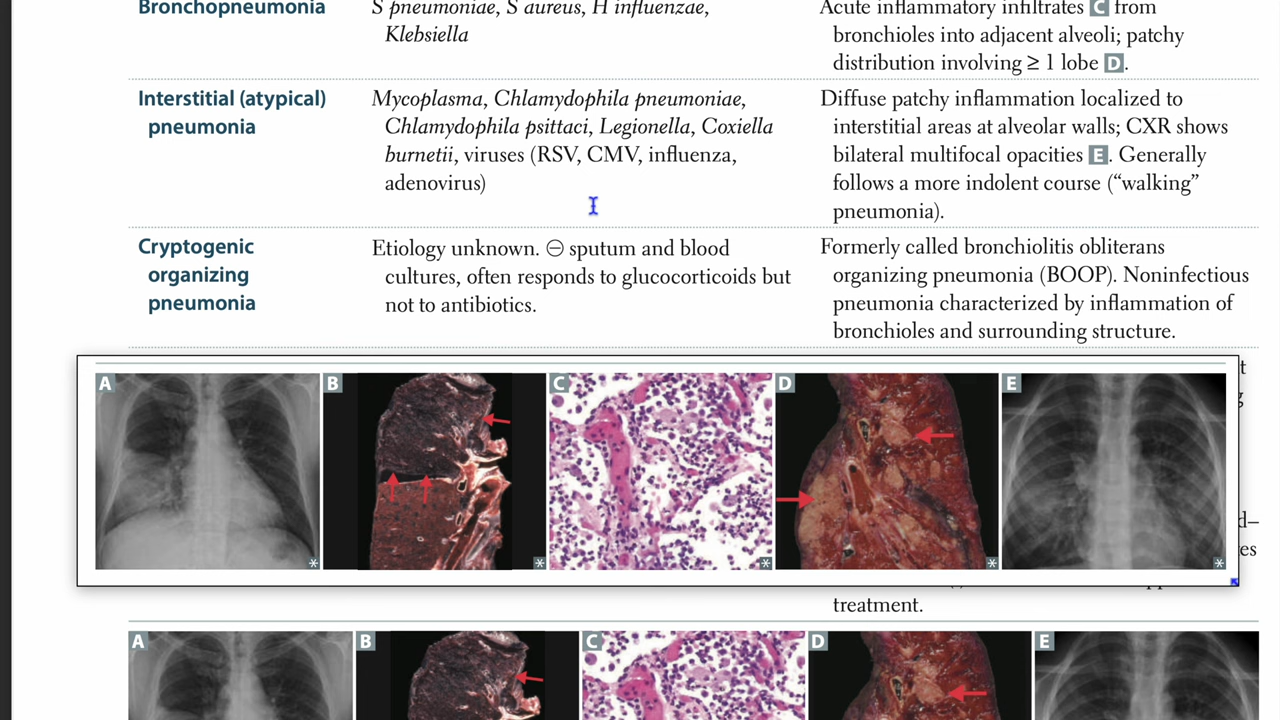 Bronchopneumonia
S pneumoniae, S aureus, H influenzae,
Klebsiella
Acute inflammatory infiltrates C from
bronchioles into adjacent alveoli; patchy
distribution involving ≥ 1 lobe D.
Interstitial (atypical)
pneumonia
Mycoplasma, Chlamydophila pneumoniae,
Chlamydophila psittaci, Legionella, Coxiella
burnetii, viruses (RSV, CMV, influenza,
adenovirus)
Diffuse patchy inflammation localized to
interstitial areas at alveolar walls; CXR shows
bilateral multifocal opacities E. Generally
follows a more indolent course (“walking”
pneumonia).
Cryptogenic
organizing
pneumonia
Etiology unknown. ⊖ sputum and blood
cultures, often responds to glucocorticoids but
not to antibiotics.
Formerly called bronchiolitis obliterans
organizing pneumonia (BOOP). Noninfectious
pneumonia characterized by inflammation of
bronchioles and surrounding structure.
A B C D E
treatment.
A B C D E